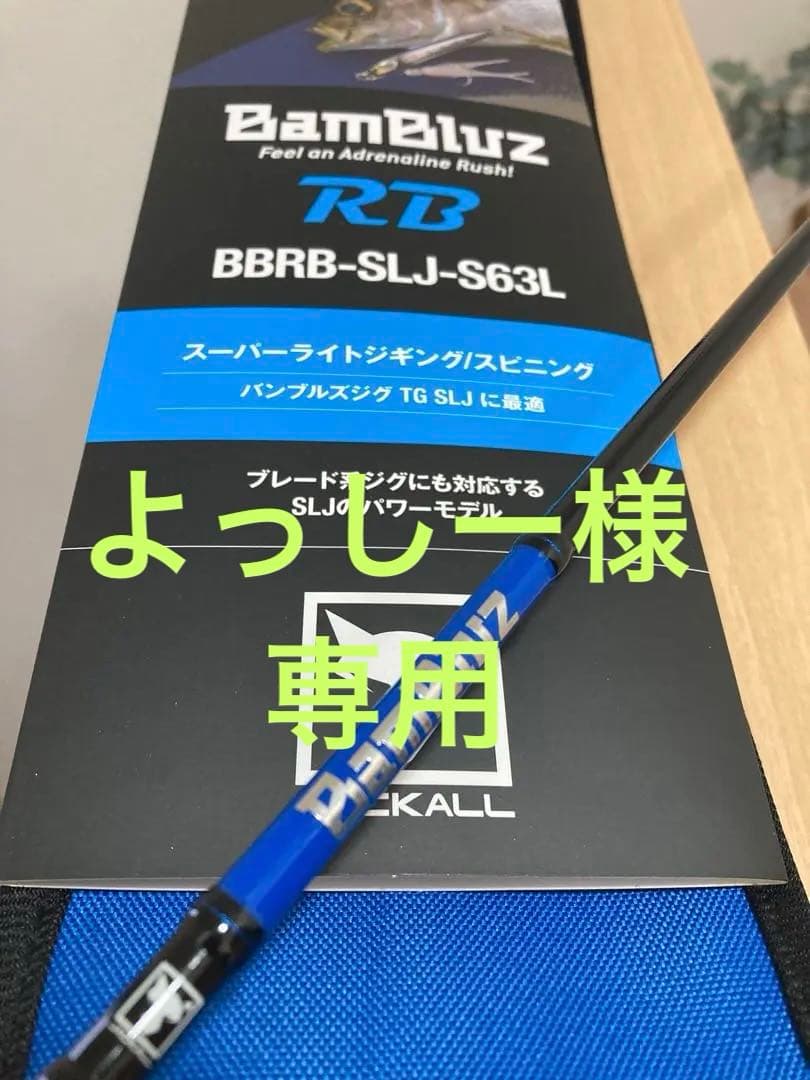 BamBluz
Feel an Adrenaline Rush!
RB
BBRB-SLJ-S63L
スーパーライトジギング/スピニング
バンブルズジグ TG SLJ に最適
ブレード系ジグにも対応する
SLJのパワーモデル
よっしー様
専用
BamBluz
CKALL